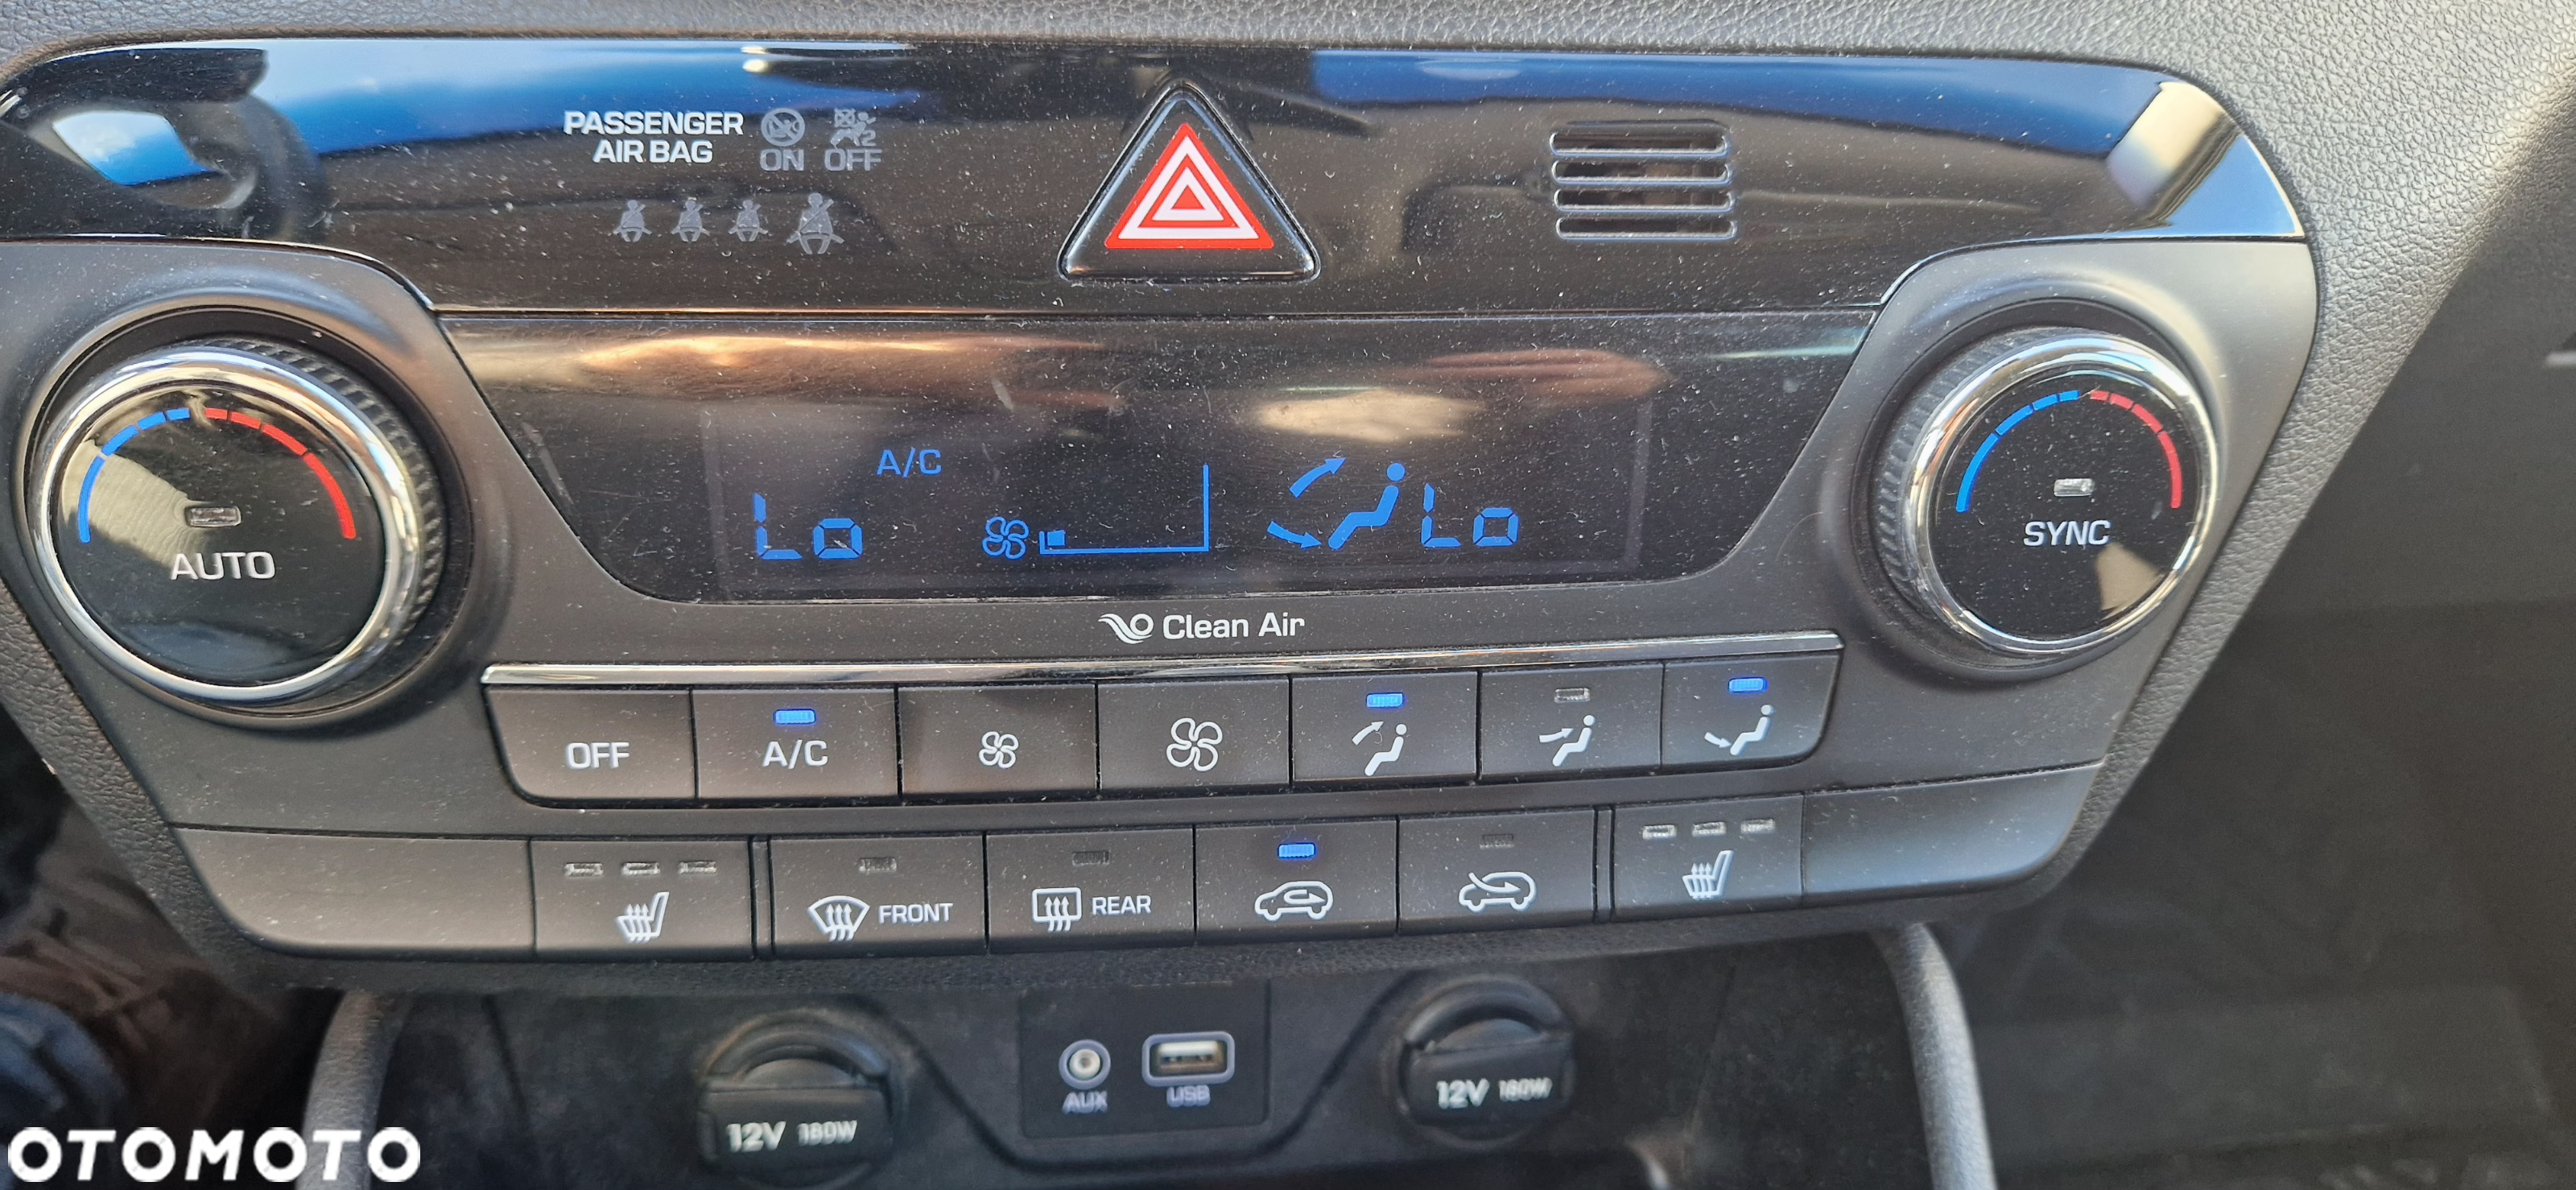 PASSENGER
AIR BAG
ON OFF
2
A/C
Lo
Lo
AUTO
SYNC
Clean Air
OFF
A/C
FRONT
REAR
AUX
USB
12V 180W
12V 180W
OTOMOTO